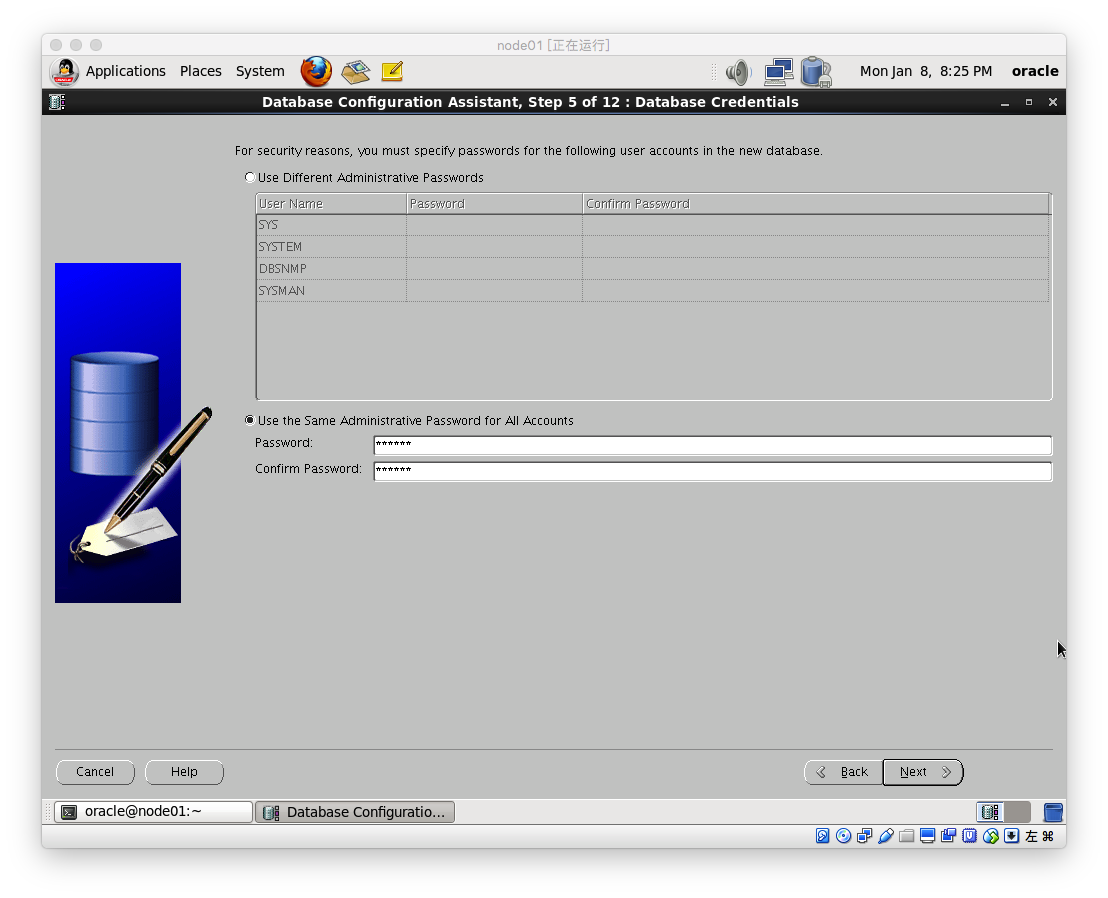 node01 [正在运行]
Applications Places System Mon Jan 8, 8:25 PM oracle
Database Configuration Assistant, Step 5 of 12 : Database Credentials
For security reasons, you must specify passwords for the following user accounts in the new database.
Use Different Administrative Passwords
User Name Password Confirm Password
SYS
SYSTEM
DBSNMP
SYSMAN
Use the Same Administrative Password for All Accounts
Password: ******
Confirm Password: ******
Cancel Help Back Next
oracle@node01:~ Database Configuratio...
左 ⌘